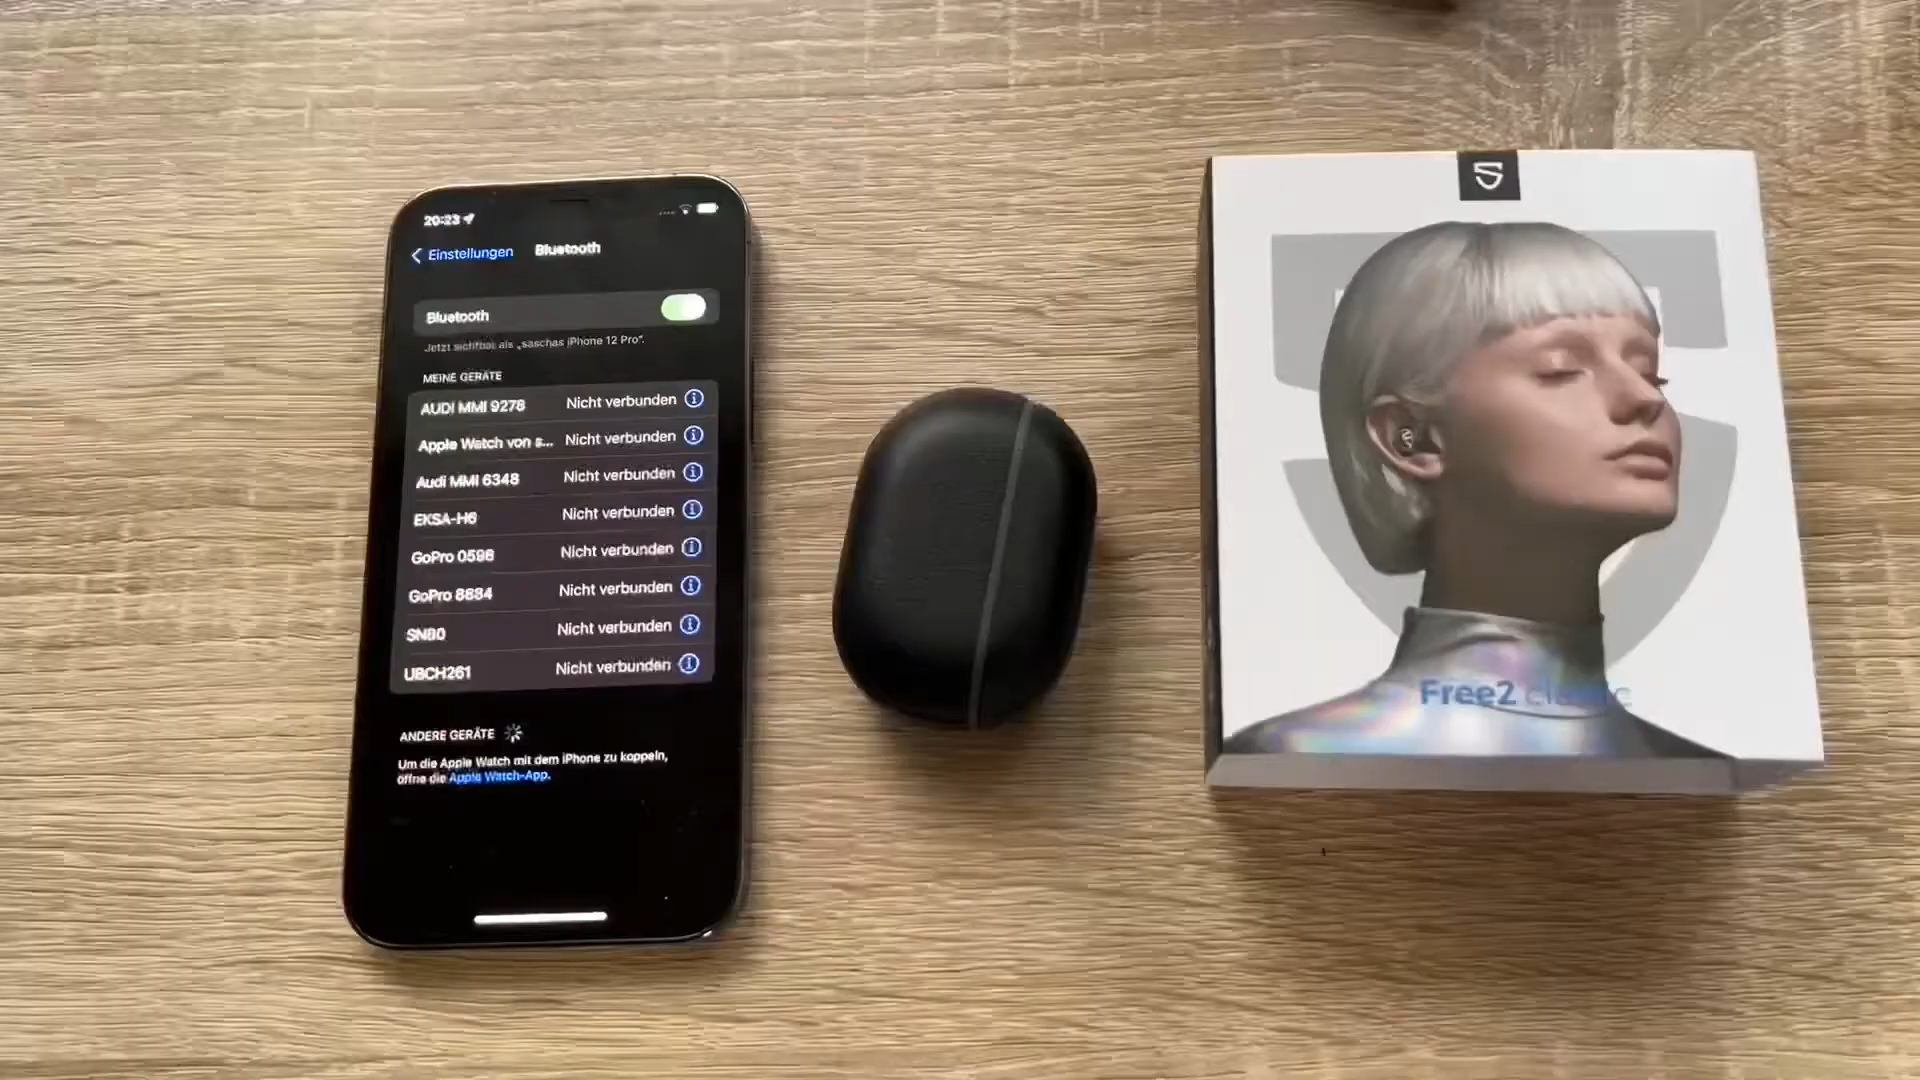 20:23
Einstellungen Bluetooth
Bluetooth
Jetzt sichtbar als „saschas iPhone 12 Pro“.
MEINE GERÄTE
AUDI MMI 9278 Nicht verbunden
Apple Watch von s... Nicht verbunden
Audi MMI 6348 Nicht verbunden
EKSA-H6 Nicht verbunden
GoPro 0598 Nicht verbunden
GoPro 8684 Nicht verbunden
SN80 Nicht verbunden
UBCH261 Nicht verbunden
ANDERE GERÄTE
Um die Apple Watch mit dem iPhone zu koppeln,
öffne die Apple Watch-App.
Free2 classic